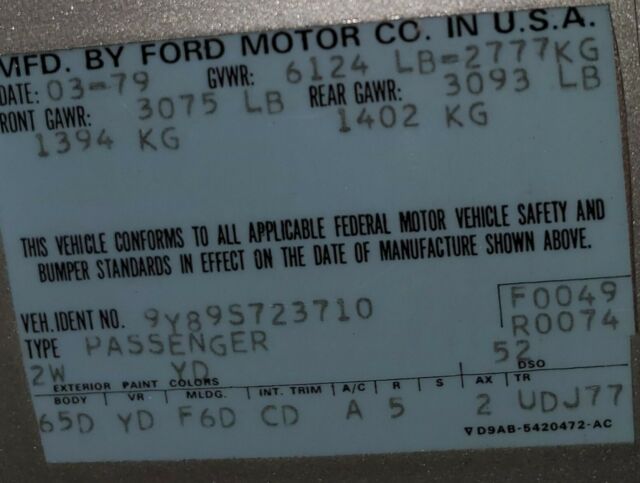 MFD. BY FORD MOTOR CO. IN U.S.A.
DATE: 03-79 GVWR: 6124 LB=2777KG
RONT GAWR: 3075 LB REAR GAWR: 3093 LB
1394 KG 1402 KG
THIS VEHICLE CONFORMS TO ALL APPLICABLE FEDERAL MOTOR VEHICLE SAFETY AND
BUMPER STANDARDS IN EFFECT ON THE DATE OF MANUFACTURE SHOWN ABOVE.
VEH. IDENT NO. 9Y89S723710 F0049
TYPE PASSENGER R0074
2W YD 52
EXTERIOR PAINT COLORS DSO
BODY VR MLDG. INT. TRIM A/C R S AX TR
65D YD F6D CD A 5 2 UDJ77
▽ D9AB-5420472-AC